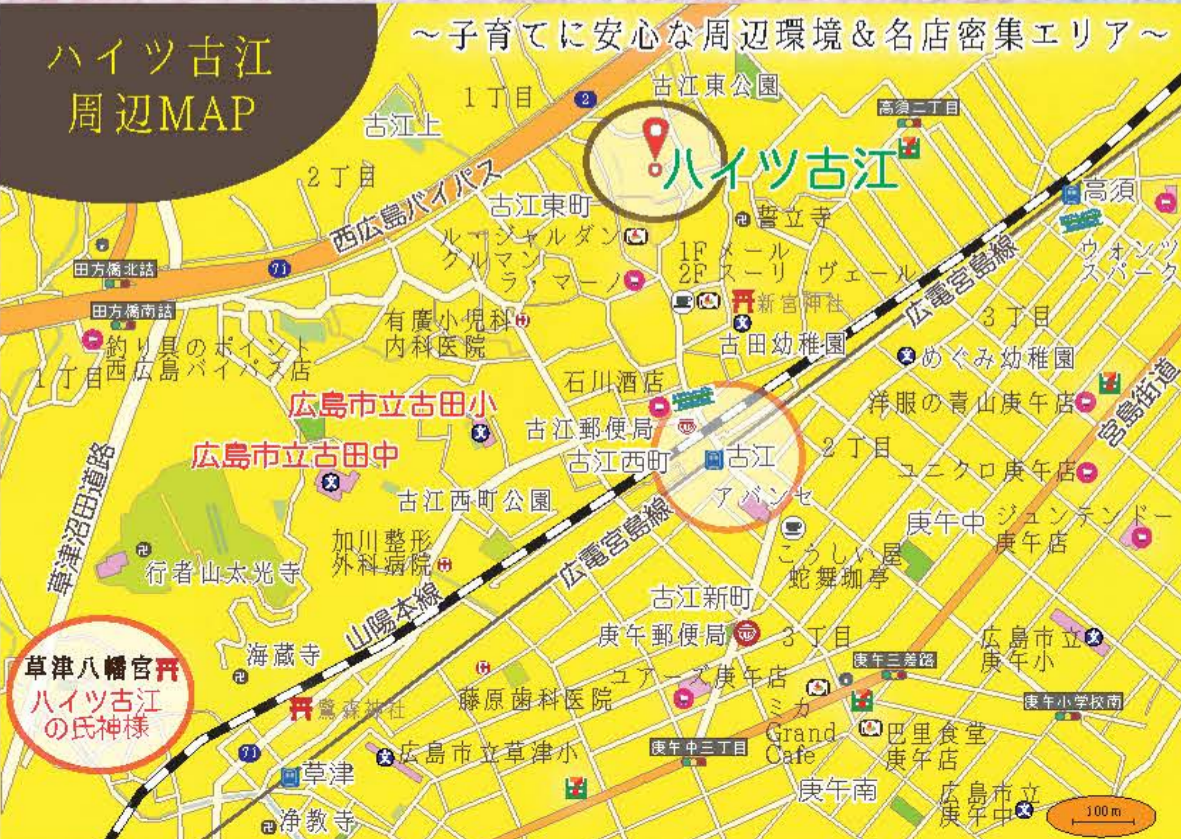 ハイツ古江
周辺MAP
～子育てに安心な周辺環境&名店密集エリア～
1丁目
2
古江東公園
古江上
高須二丁目
2丁目
ハイツ古江
西広島バイパス
古江東町
誓立寺
高須
ルージャルダン
グルマン
ラ・マーノ
1Fメール
2Fスーリ・ヴェール
ウォンツ
スパーク
田方橋北詰
71
田方橋南詰
新宮神社
広電宮島線
3丁目
有廣小児科
内科医院
古田幼稚園
めぐみ幼稚園
釣り具のポイント
西広島バイパス店
1丁目
石川酒店
洋服の青山庚午店
宮島街道
広島市立古田小
古江郵便局
広島市立古田中
古江西町
古江
2丁目
ユニクロ庚午店
草津沼田道路
古江西町公園
アバンセ
庚午中
ジュンテンドー
庚午店
加川整形
外科病院
広電宮島線
こうしい屋
蛇舞珈亭
行者山太光寺
山陽本線
古江新町
庚午郵便局
3丁目
広島市立
庚午小
草津八幡宮
ハイツ古江
の氏神様
海蔵寺
庚午三差路
ユアーズ庚午店
藤原歯科医院
鷺森神社
庚午小学校南
ミカ
Grand
Cafe
巴里食堂
庚午店
71
広島市立草津小
庚午中三丁目
草津
庚午南
広島市立
庚午中
浄教寺
100m